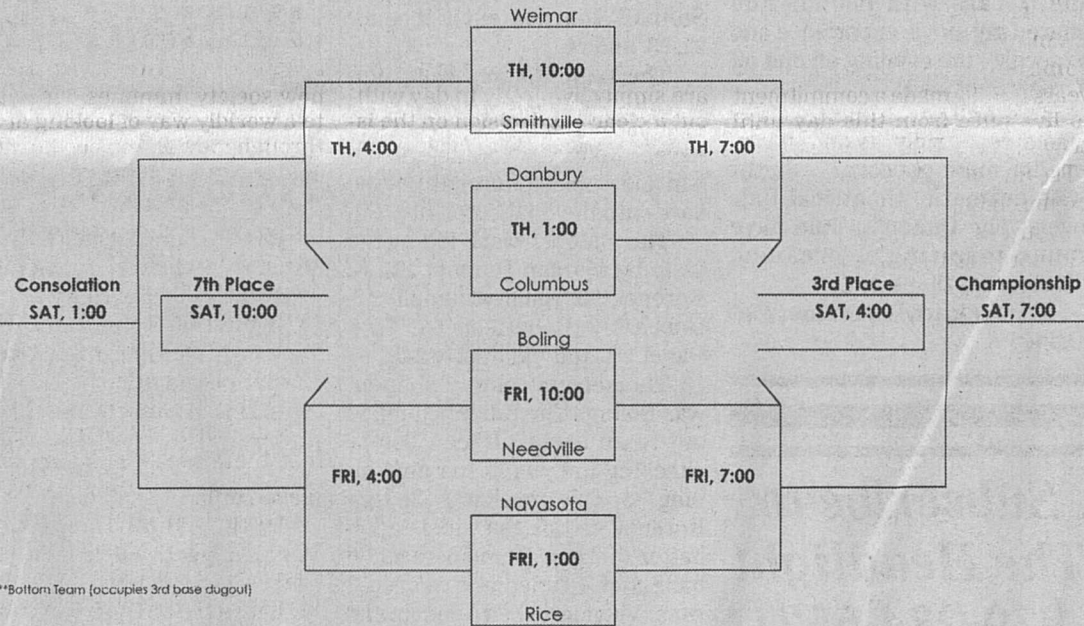 Weimar
TH, 10:00
Smithville
TH, 4:00
TH, 7:00
Danbury
TH, 1:00
Columbus
Consolation
SAT, 1:00
7th Place
SAT, 10:00
3rd Place
SAT, 4:00
Championship
SAT, 7:00
Boling
FRI, 10:00
Needville
FRI, 4:00
FRI, 7:00
Navasota
FRI, 1:00
Rice
**Bottom Team (occupies 3rd base dugout)